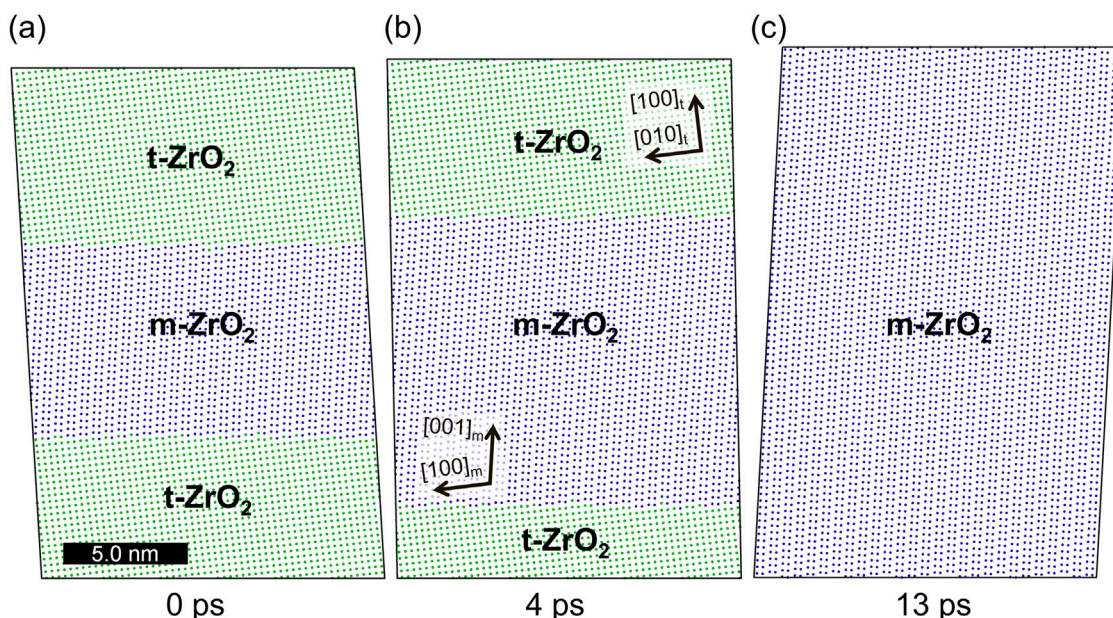 (a)
(b)
(c)
t-ZrO₂
m-ZrO₂
t-ZrO₂
5.0 nm
0 ps
[100]ₜ
[010]ₜ
t-ZrO₂
m-ZrO₂
[001]ₘ
[100]ₘ
t-ZrO₂
4 ps
m-ZrO₂
13 ps